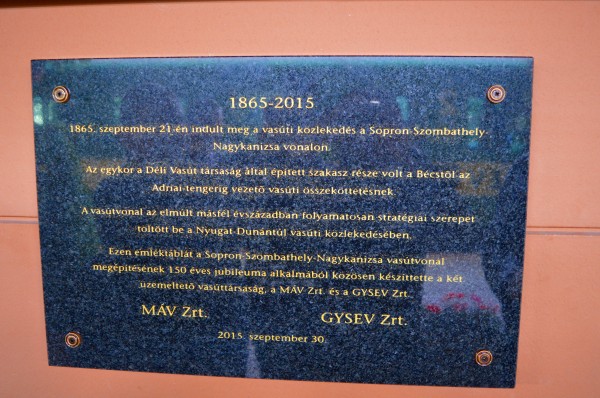 1865-2015
1865. szeptember 21-én indult meg a vasúti közlekedés a Sopron-Szombathely-
Nagykanizsa vonalon.
Az egykor a Déli Vasút társaság által épített szakasz része volt a Bécstől az
Adriai-tengerig vezető vasúti összeköttetésnek.
A vasútvonal az elmúlt másfél évszázadban folyamatosan stratégiai szerepet
töltött be a Nyugat-Dunántúl vasúti közlekedésében.
Ezen emléktáblát a Sopron-Szombathely-Nagykanizsa vasútvonal
megépítésének 150 éves jubileuma alkalmából közösen készíttette a két
üzemeltető vasúttársaság, a MÁV Zrt. és a GYSEV Zrt.
MÁV Zrt. GYSEV Zrt.
2015. szeptember 30.